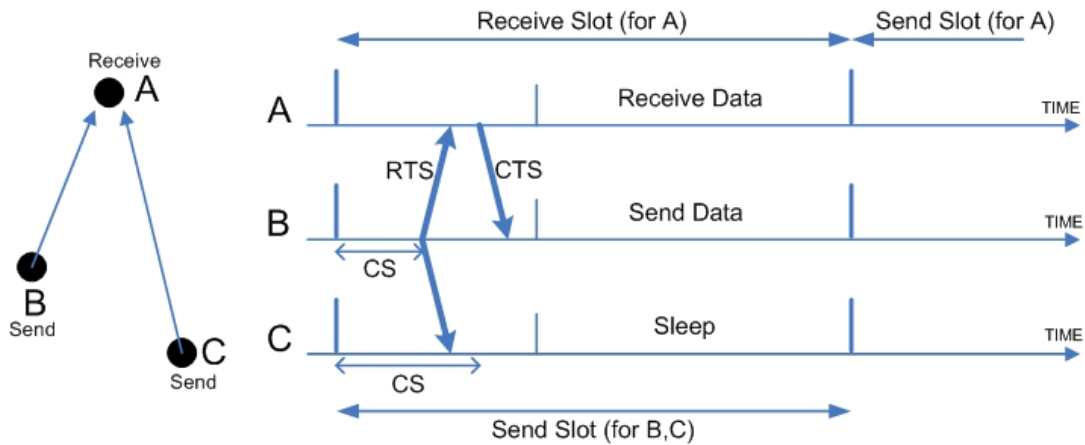 Receive
A
B
Send
C
Send
Receive Slot (for A)
Send Slot (for A)
A
Receive Data
TIME
RTS
CTS
B
Send Data
TIME
CS
C
Sleep
TIME
CS
Send Slot (for B,C)